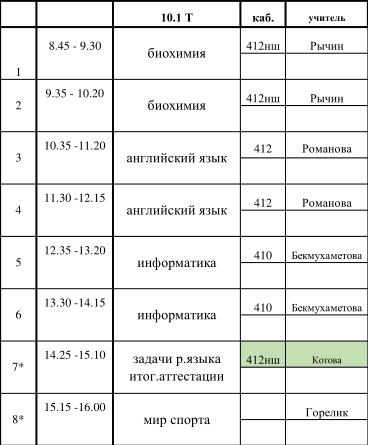 10.1 Т каб. учитель
1 8.45 - 9.30 биохимия 412нш Рычин
2 9.35 - 10.20 биохимия 412нш Рычин
3 10.35 -11.20 английский язык 412 Романова
4 11.30 -12.15 английский язык 412 Романова
5 12.35 -13.20 информатика 410 Бекмухаметова
6 13.30 -14.15 информатика 410 Бекмухаметова
7* 14.25 -15.10 задачи р.языка 412нш Котова
итог.аттестации
8* 15.15 -16.00 мир спорта Горелик